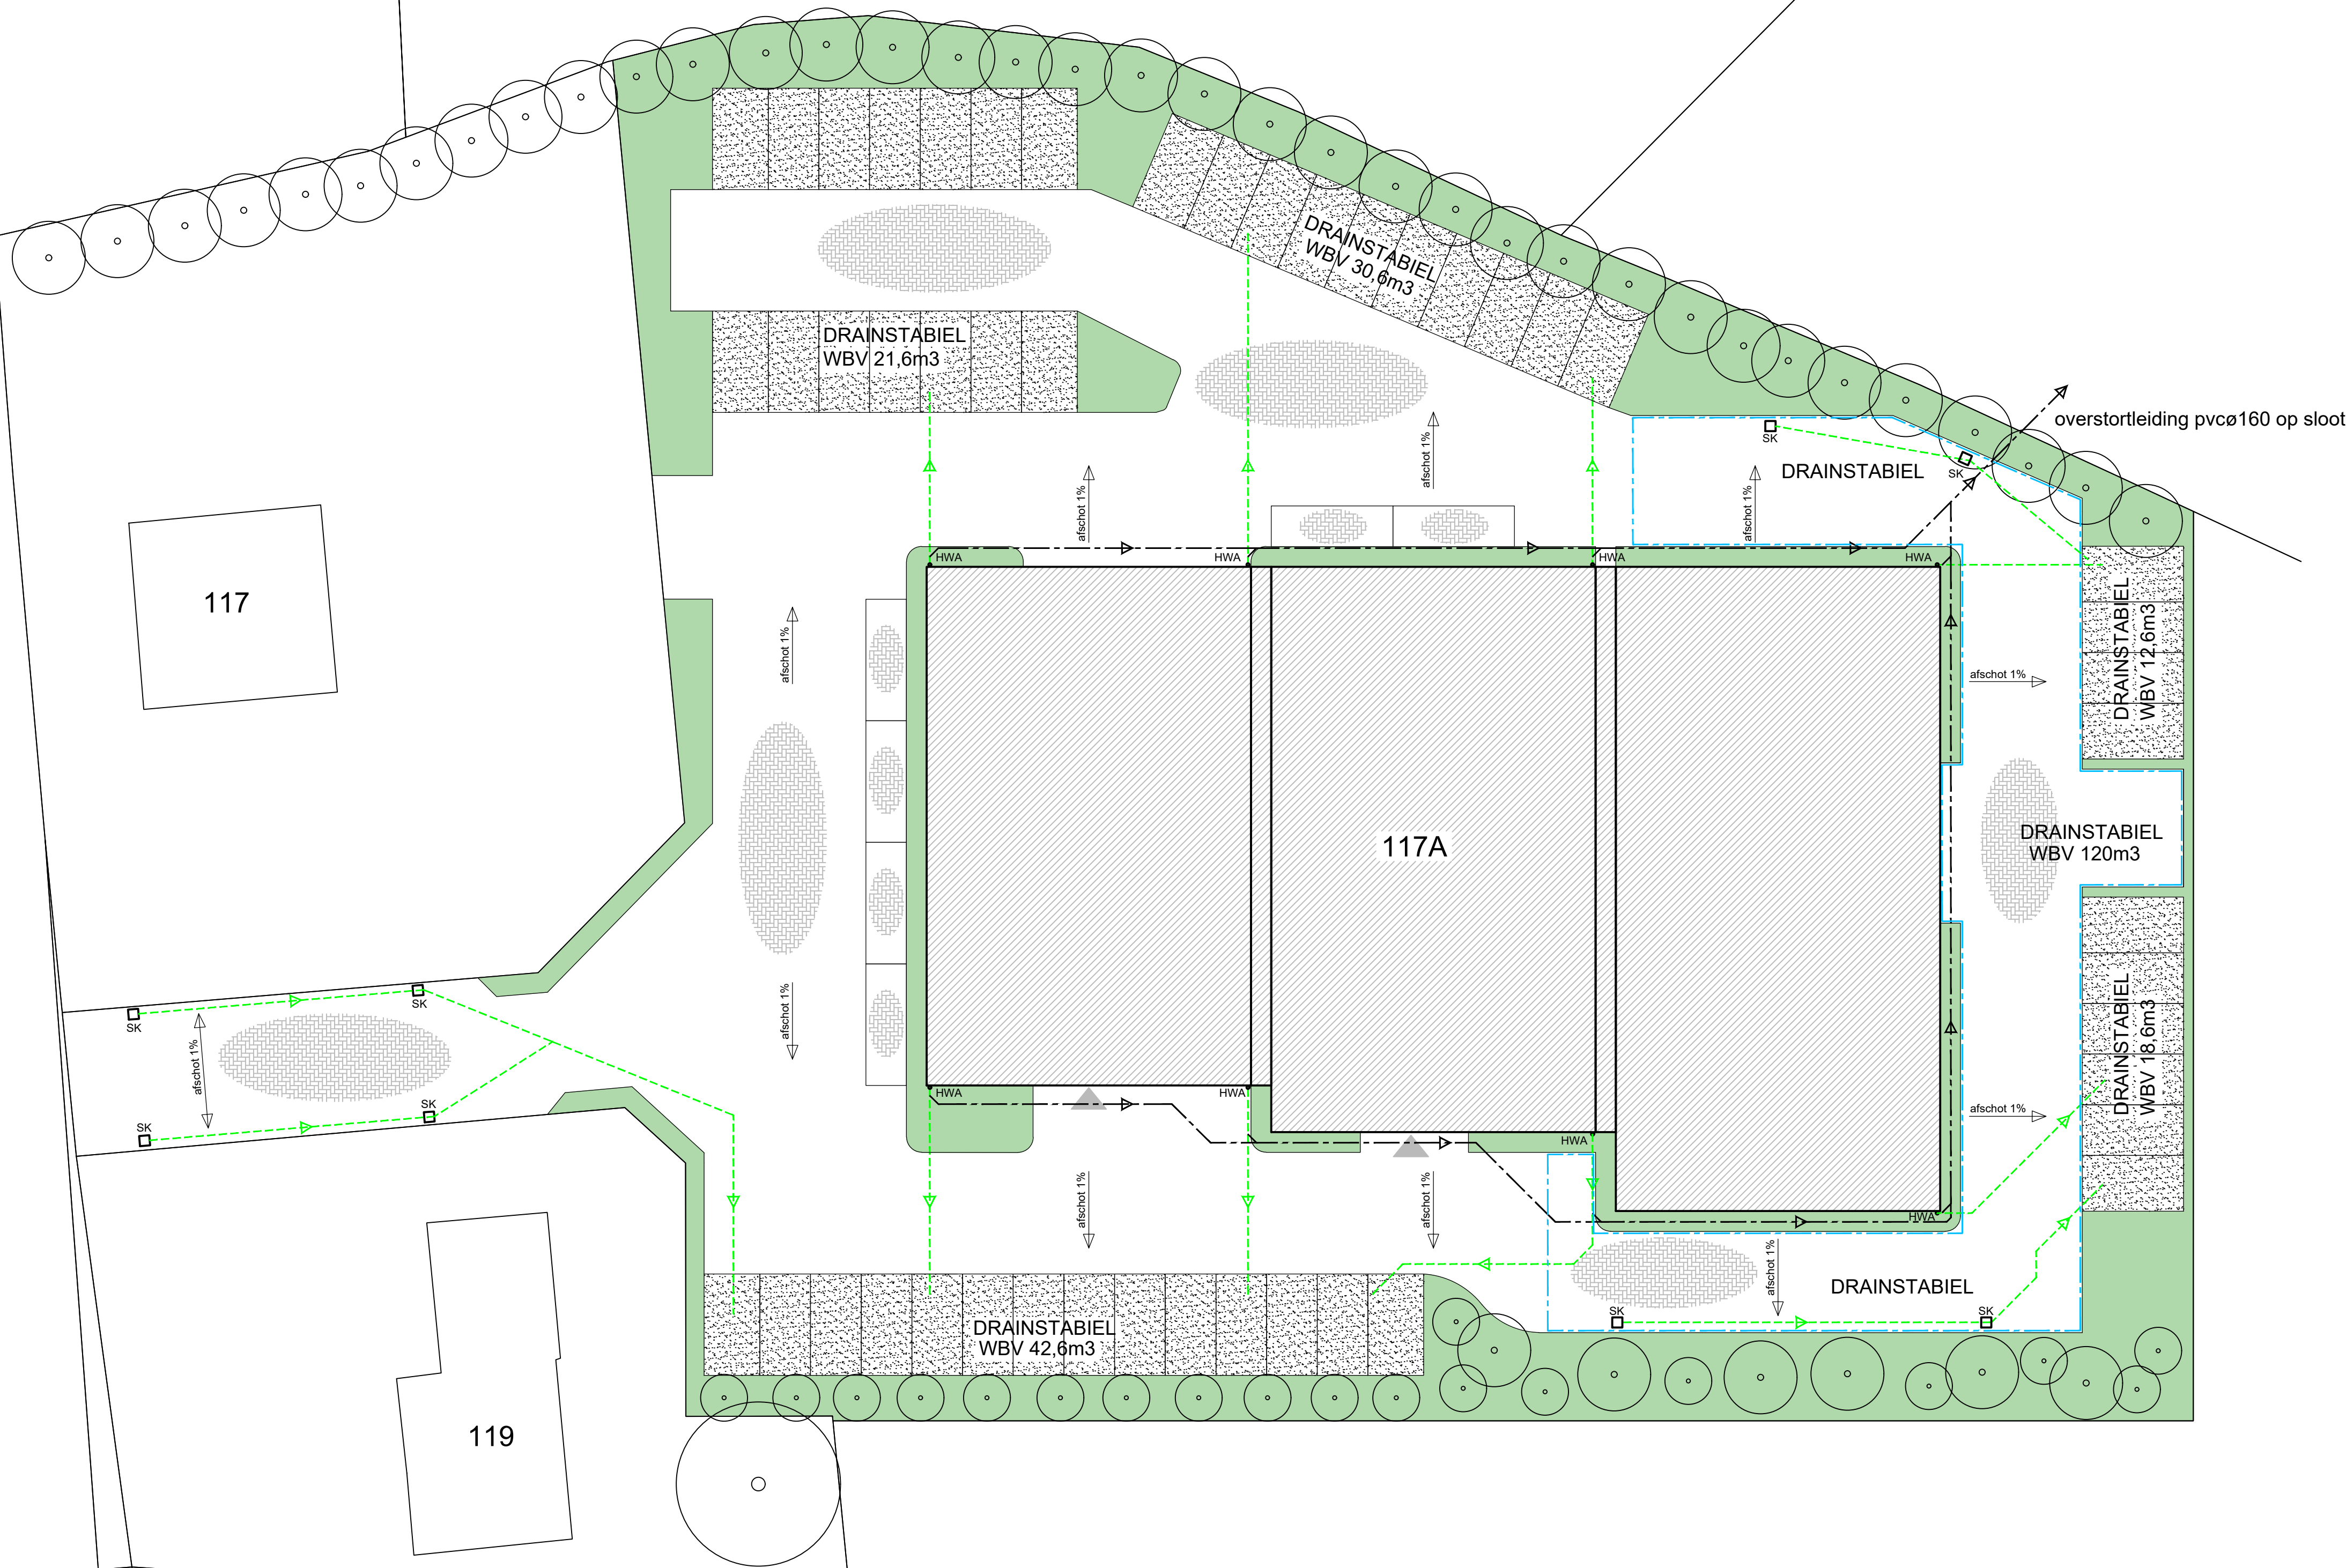 DRAINSTABIEL
WBV 30,6m3
DRAINSTABIEL
WBV 21,6m3
overstortleiding pvcø160 op sloot
SK
SK
DRAINSTABIEL
afschot 1%
afschot 1%
afschot 1%
HWA
HWA
HWA
HWA
117
DRAINSTABIEL
WBV 12,6m3
afschot 1%
afschot 1%
117A
DRAINSTABIEL
WBV 120m3
afschot 1%
SK
SK
afschot 1%
SK
SK
DRAINSTABIEL
WBV 18,6m3
afschot 1%
HWA
HWA
HWA
HWA
afschot 1%
afschot 1%
afschot 1%
DRAINSTABIEL
SK
SK
DRAINSTABIEL
WBV 42,6m3
119